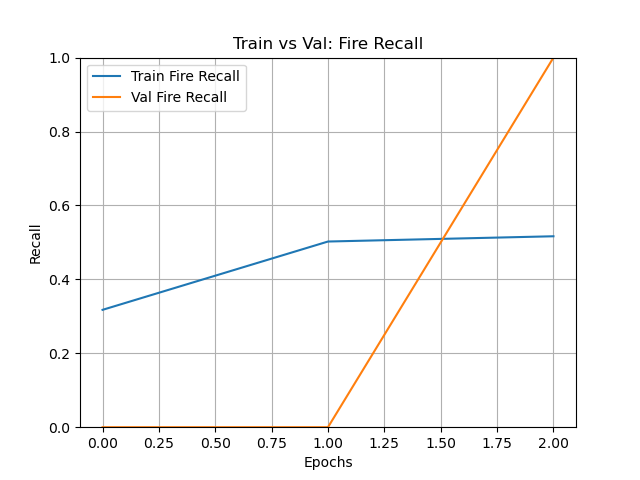 Train vs Val: Fire Recall
Train Fire Recall
Val Fire Recall
1.0
0.8
0.6
0.4
0.2
0.0
Recall
0.00 0.25 0.50 0.75 1.00 1.25 1.50 1.75 2.00
Epochs